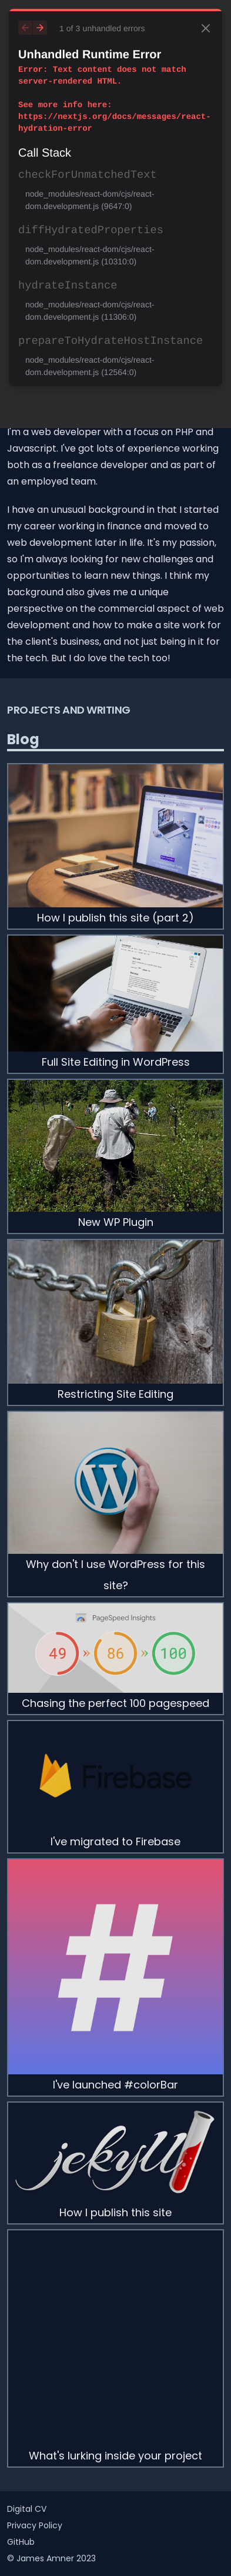 1 of 3 unhandled errors
Unhandled Runtime Error
Error: Text content does not match
server-rendered HTML.
See more info here:
https://nextjs.org/docs/messages/react-
hydration-error
Call Stack
checkForUnmatchedText
node_modules/react-dom/cjs/react-
dom.development.js (9647:0)
diffHydratedProperties
node_modules/react-dom/cjs/react-
dom.development.js (10310:0)
hydrateInstance
node_modules/react-dom/cjs/react-
dom.development.js (11306:0)
prepareToHydrateHostInstance
node_modules/react-dom/cjs/react-
dom.development.js (12564:0)
I'm a web developer with a focus on PHP and
Javascript. I've got lots of experience working
both as a freelance developer and as part of
an employed team.
I have an unusual background in that I started
my career working in finance and moved to
web development later in life. It's my passion,
so I'm always looking for new challenges and
opportunities to learn new things. I think my
background also gives me a unique
perspective on the commercial aspect of web
development and how to make a site work for
the client's business, and not just being in it for
the tech. But I do love the tech too!
PROJECTS AND WRITING
Blog
How I publish this site (part 2)
Full Site Editing in WordPress
New WP Plugin
Restricting Site Editing
Why don't I use WordPress for this
site?
PageSpeed Insights
49 » 86 » 100
Chasing the perfect 100 pagespeed
Firebase
I've migrated to Firebase
#
I've launched #colorBar
jekyll
How I publish this site
What's lurking inside your project
Digital CV
Privacy Policy
GitHub
© James Amner 2023